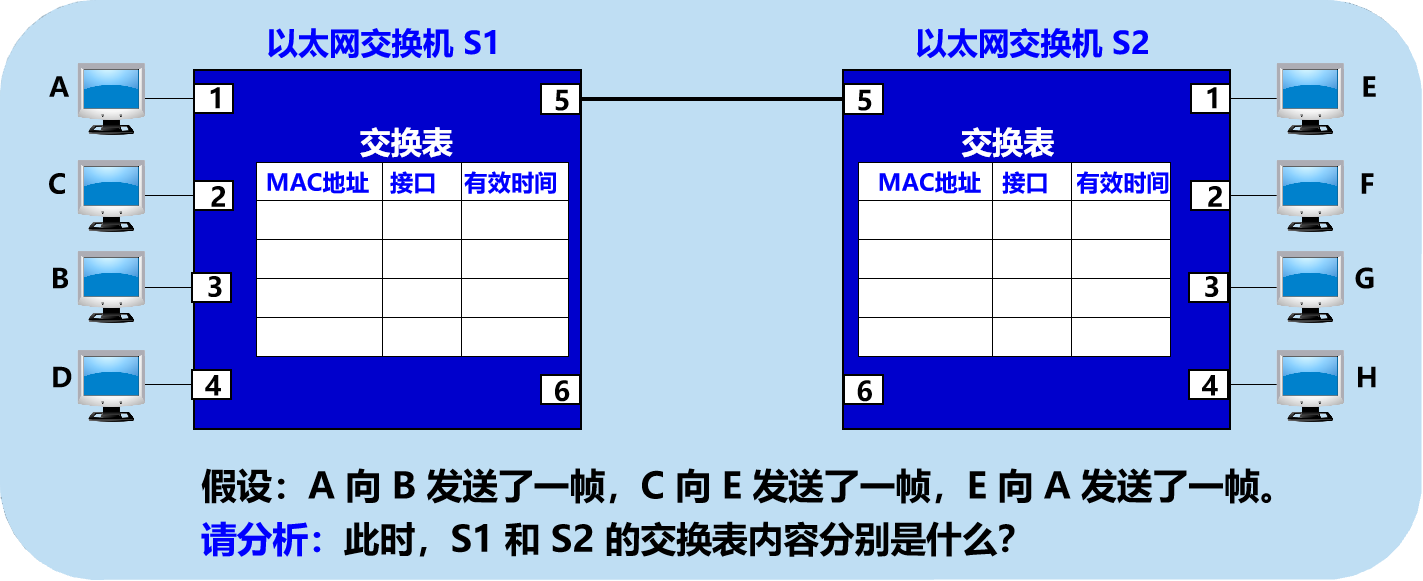 以太网交换机 S1
以太网交换机 S2
A
1
5
5
1
E
交换表
交换表
MAC地址 接口 有效时间
MAC地址 接口 有效时间
C
2
2
F
B
3
3
G
D
4
6
6
4
H
假设：A 向 B 发送了一帧，C 向 E 发送了一帧，E 向 A 发送了一帧。
请分析：此时，S1 和 S2 的交换表内容分别是什么？